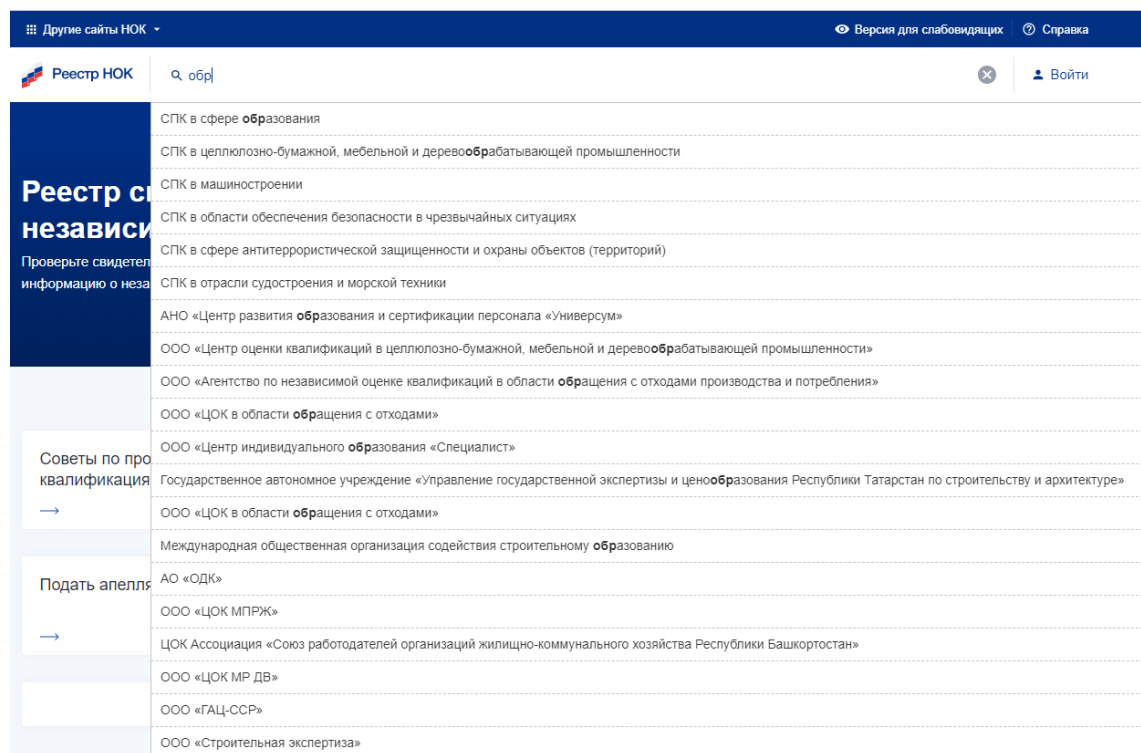 Другие сайты НОК
Версия для слабовидящих
Справка
Реестр НОК
обр
Войти
СПК в сфере образования
СПК в целлюлозно-бумажной, мебельной и деревообрабатывающей промышленности
СПК в машиностроении
СПК в области обеспечения безопасности в чрезвычайных ситуациях
СПК в сфере антитеррористической защищенности и охраны объектов (территорий)
СПК в отрасли судостроения и морской техники
АНО «Центр развития образования и сертификации персонала «Универсум»
ООО «Центр оценки квалификаций в целлюлозно-бумажной, мебельной и деревообрабатывающей промышленности»
ООО «Агентство по независимой оценке квалификаций в области обращения с отходами производства и потребления»
ООО «ЦОК в области обращения с отходами»
ООО «Центр индивидуального образования «Специалист»
Государственное автономное учреждение «Управление государственной экспертизы и ценообразования Республики Татарстан по строительству и архитектуре»
ООО «ЦОК в области обращения с отходами»
Международная общественная организация содействия строительному образованию
АО «ОДК»
ООО «ЦОК МПРЖ»
ЦОК Ассоциация «Союз работодателей организаций жилищно-коммунального хозяйства Республики Башкортостан»
ООО «ЦОК МР ДВ»
ООО «ГАЦ-ССР»
ООО «Строительная экспертиза»
Реестр с
независи
Проверьте свидетел
информацию о неза
Советы по про
квалификация
Подать апелля